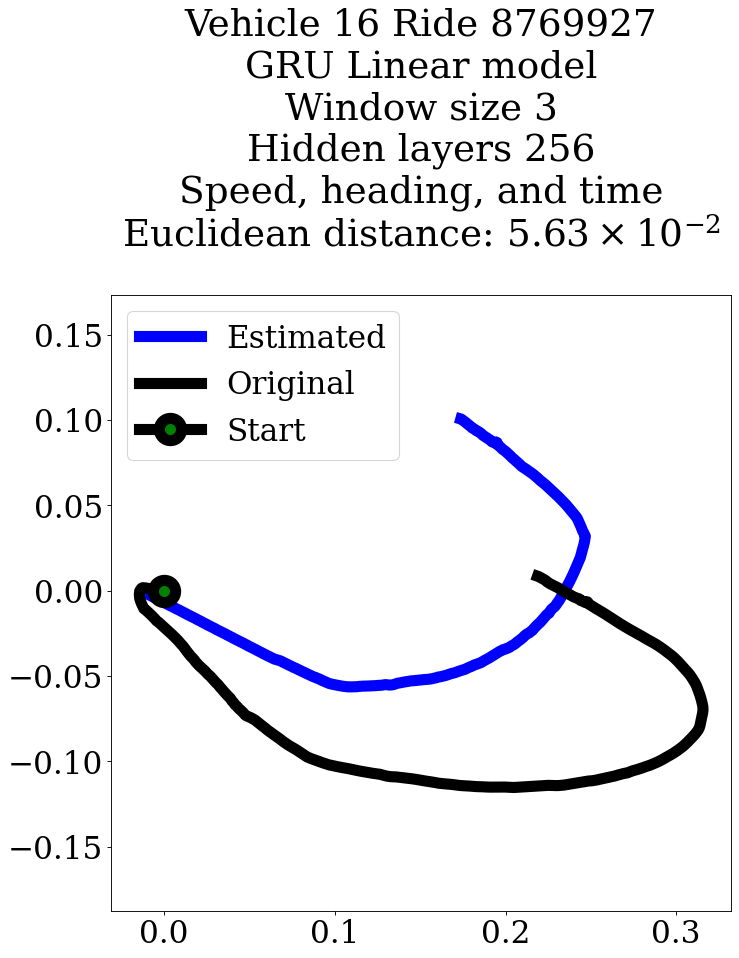 Vehicle 16 Ride 8769927
GRU Linear model
Window size 3
Hidden layers 256
Speed, heading, and time
Euclidean distance: 5.63 × 10⁻²
Estimated
Original
Start
0.15
0.10
0.05
0.00
−0.05
−0.10
−0.15
0.0 0.1 0.2 0.3